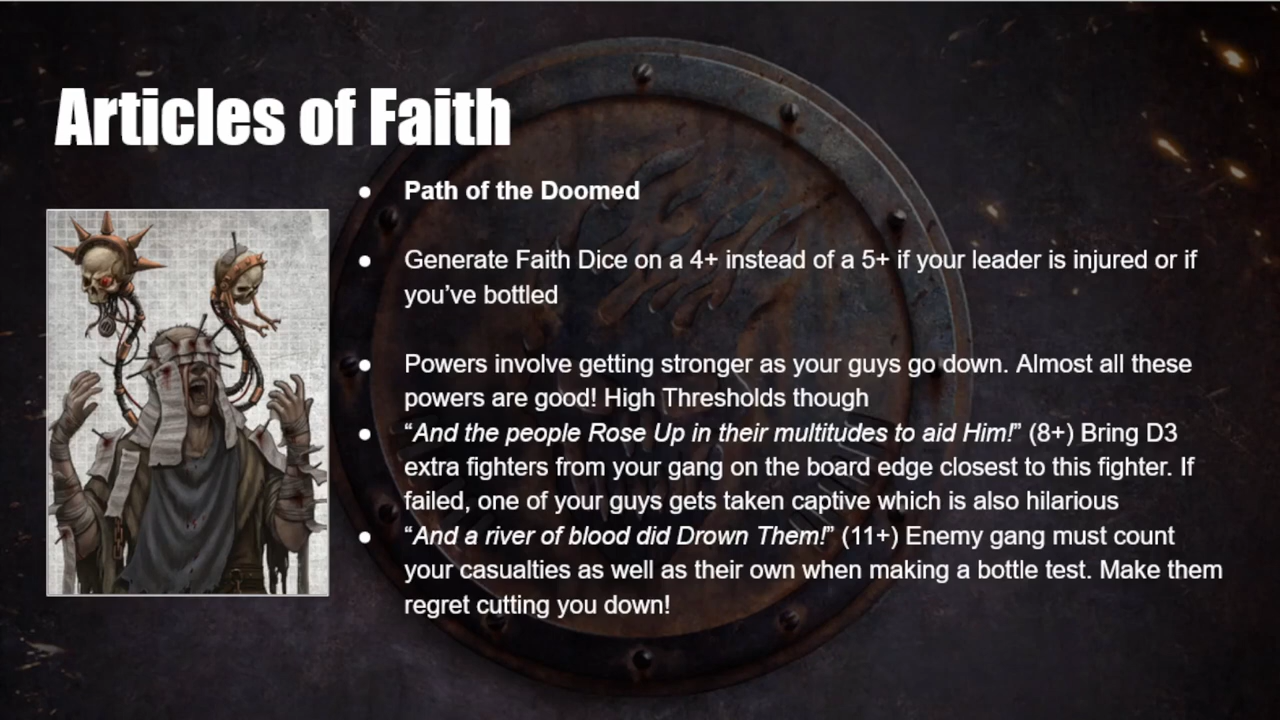 Articles of Faith
● Path of the Doomed
● Generate Faith Dice on a 4+ instead of a 5+ if your leader is injured or if
you’ve bottled
● Powers involve getting stronger as your guys go down. Almost all these
powers are good! High Thresholds though
● “And the people Rose Up in their multitudes to aid Him!” (8+) Bring D3
extra fighters from your gang on the board edge closest to this fighter. If
failed, one of your guys gets taken captive which is also hilarious
● “And a river of blood did Drown Them!” (11+) Enemy gang must count
your casualties as well as their own when making a bottle test. Make them
regret cutting you down!